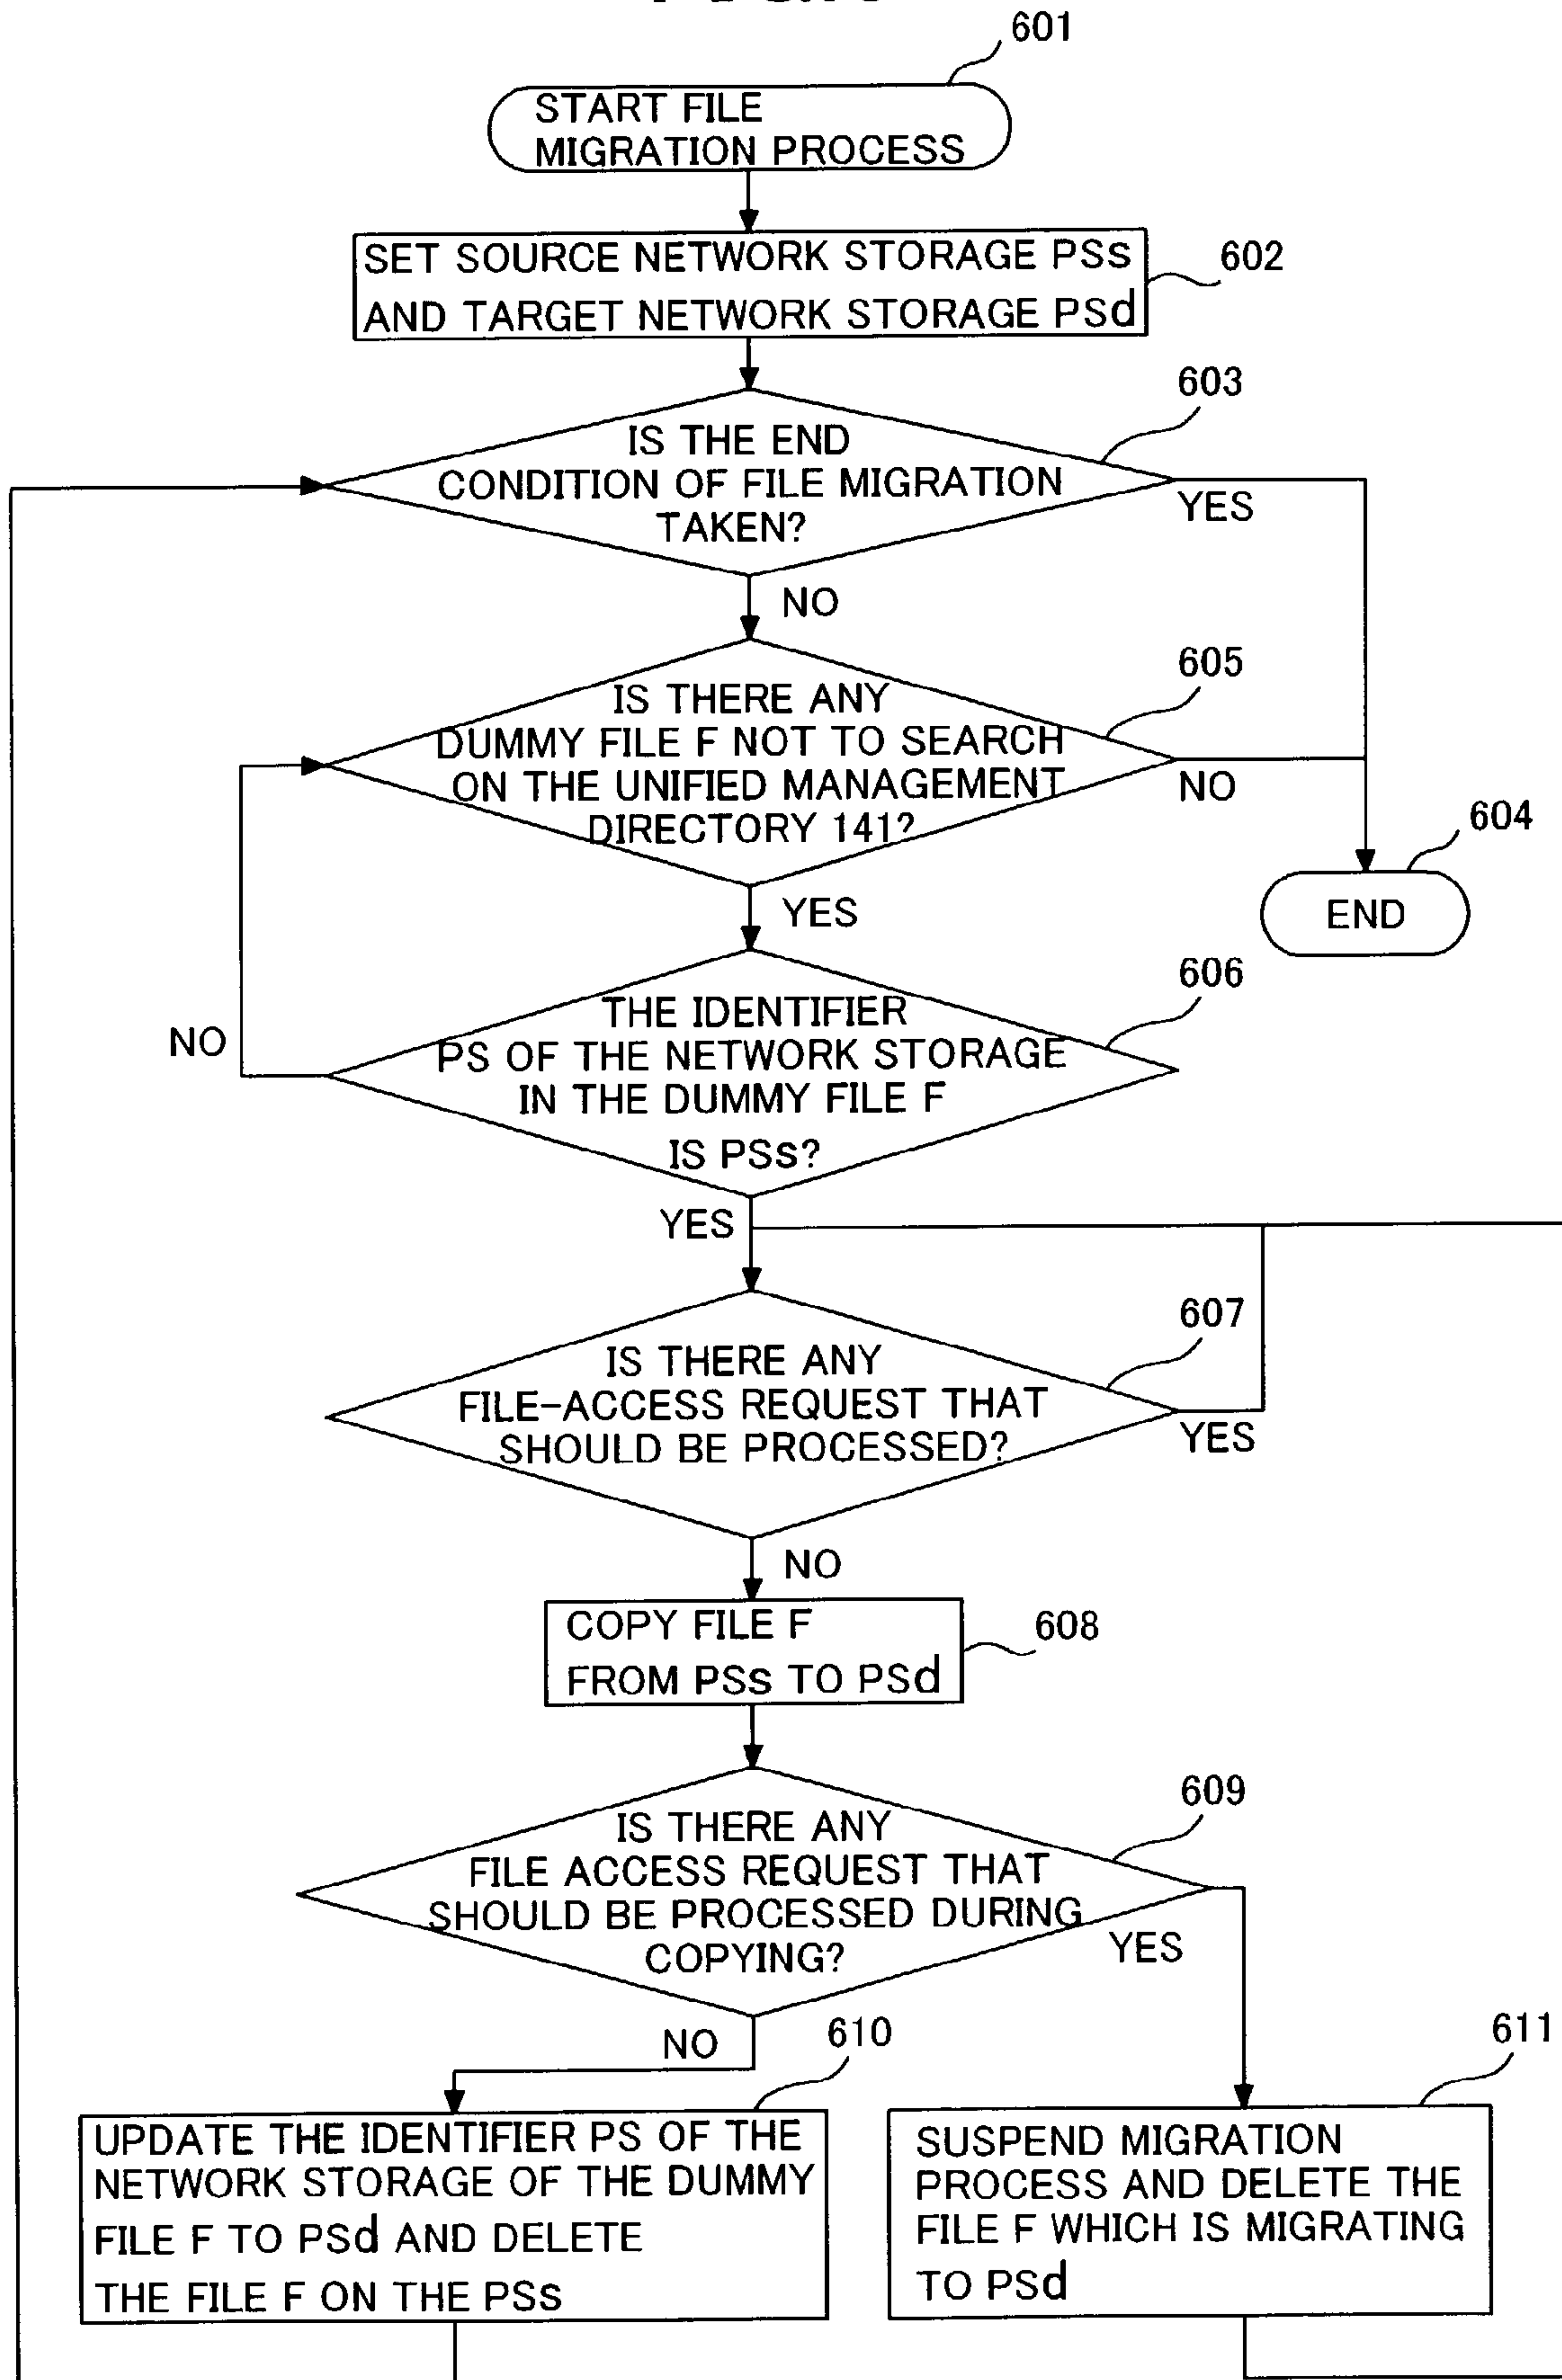 601
START FILE
MIGRATION PROCESS
SET SOURCE NETWORK STORAGE PSs
AND TARGET NETWORK STORAGE PSd
602
603
IS THE END
CONDITION OF FILE MIGRATION
TAKEN?
YES
NO
605
IS THERE ANY
DUMMY FILE F NOT TO SEARCH
ON THE UNIFIED MANAGEMENT
DIRECTORY 141?
NO
604
END
YES
606
THE IDENTIFIER
PS OF THE NETWORK STORAGE
IN THE DUMMY FILE F
IS PSs?
NO
YES
607
IS THERE ANY
FILE-ACCESS REQUEST THAT
SHOULD BE PROCESSED?
YES
NO
COPY FILE F
FROM PSs TO PSd
608
609
IS THERE ANY
FILE ACCESS REQUEST THAT
SHOULD BE PROCESSED DURING
COPYING?
YES
NO
610
611
UPDATE THE IDENTIFIER PS OF THE
NETWORK STORAGE OF THE DUMMY
FILE F TO PSd AND DELETE
THE FILE F ON THE PSs
SUSPEND MIGRATION
PROCESS AND DELETE THE
FILE F WHICH IS MIGRATING
TO PSd